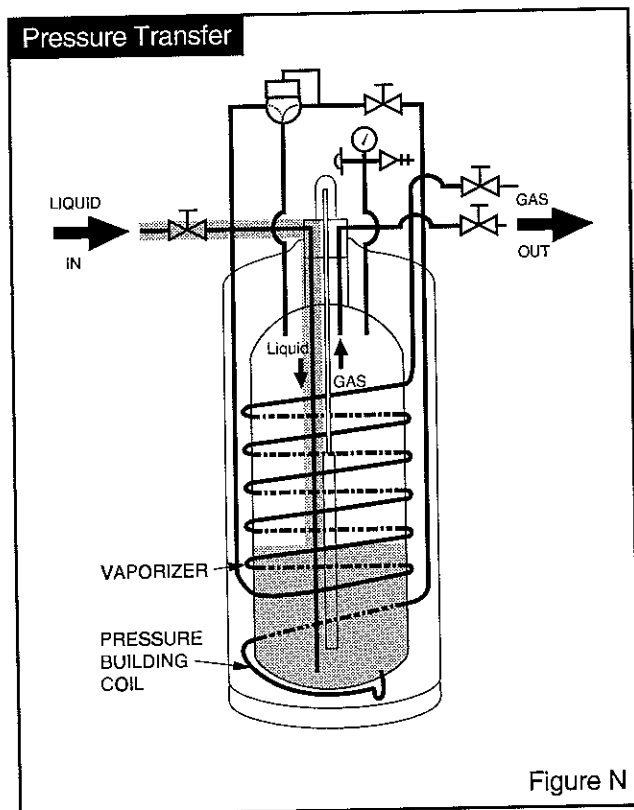 Pressure Transfer
LIQUID
IN
GAS
OUT
Liquid
GAS
VAPORIZER
PRESSURE
BUILDING
COIL
Figure N